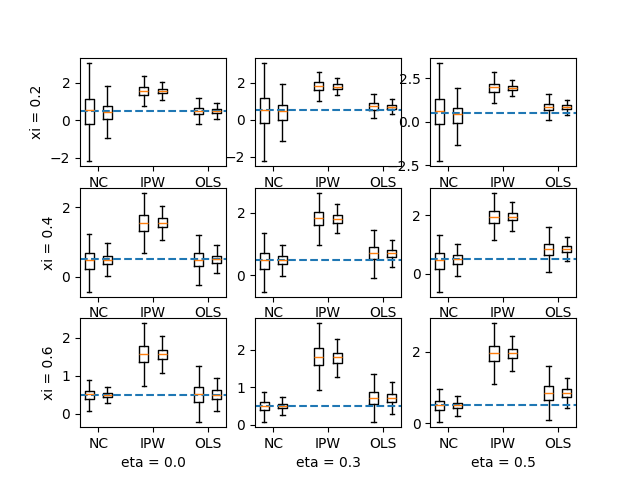 xi = 0.2
2
0
−2
NC IPW OLS
2
0
−2
NC IPW OLS
2.5
0.0
2.5
NC IPW OLS
xi = 0.4
2
0
NC IPW OLS
2
0
NC IPW OLS
2
0
NC IPW OLS
xi = 0.6
2
1
0
NC IPW OLS
eta = 0.0
2
1
0
NC IPW OLS
eta = 0.3
2
0
NC IPW OLS
eta = 0.5